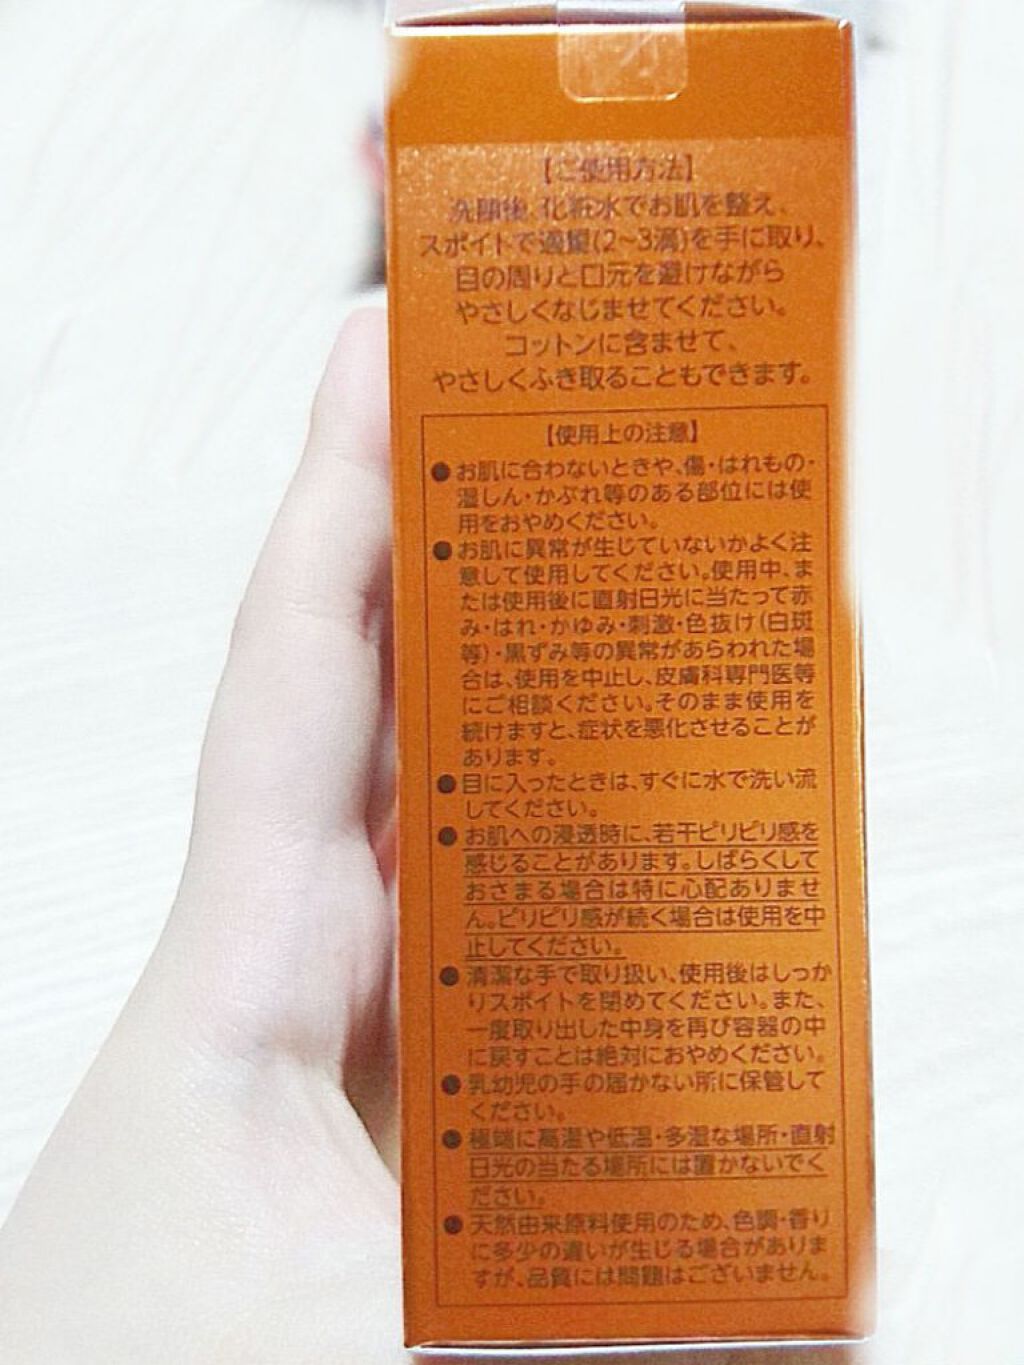 【ご使用方法】
洗顔後、化粧水でお肌を整え、
スポイトで適量(2~3滴)を手に取り、
目の周りと口元を避けながら
やさしくなじませてください。
コットンに含ませて、
やさしくふき取ることもできます。
【使用上の注意】
●お肌に合わないときや、傷・はれもの・
湿しん・かぶれ等のある部位には使
用をおやめください。
●お肌に異常が生じていないかよく注
意して使用してください。使用中、ま
たは使用後に直射日光に当たって赤
み・はれ・かゆみ・刺激・色抜け(白斑
等)・黒ずみ等の異常があらわれた場
合は、使用を中止し、皮膚科専門医等
にご相談ください。そのまま使用を
続けますと、症状を悪化させることが
あります。
●目に入ったときは、すぐに水で洗い流
してください。
●お肌への浸透時に、若干ピリピリ感を
感じることがあります。しばらくして
おさまる場合は特に心配ありませ
ん。ピリピリ感が続く場合は使用を中
止してください。
●清潔な手で取り扱い、使用後はしっか
りスポイトを閉めてください。また、
一度取り出した中身を再び容器の中
に戻すことは絶対におやめください。
●乳幼児の手の届かない所に保管して
ください。
●極端に高温や低温・多湿な場所・直射
日光の当たる場所には置かないでく
ださい。
●天然由来原料使用のため、色調・香り
に多少の違いが生じる場合がありま
すが、品質には問題はございません。